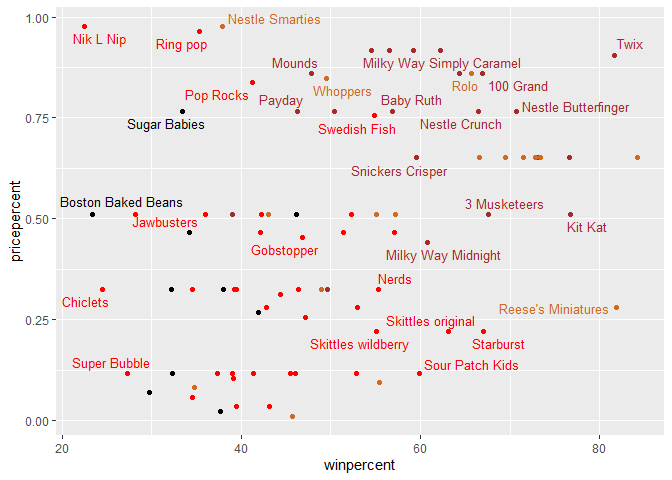 1.00
0.75
0.50
0.25
0.00
pricepercent
Nestle Smarties
Nik L Nip
Ring pop
Twix
Mounds
Milky Way Simply Caramel
Pop Rocks
Whoppers
Rolo
100 Grand
Payday
Baby Ruth
Nestle Butterfinger
Sugar Babies
Swedish Fish
Nestle Crunch
Snickers Crisper
Boston Baked Beans
3 Musketeers
Jawbusters
Kit Kat
Gobstopper
Milky Way Midnight
Nerds
Chiclets
Reese's Miniatures
Skittles original
Skittles wildberry
Starburst
Super Bubble
Sour Patch Kids
20
40
60
80
winpercent